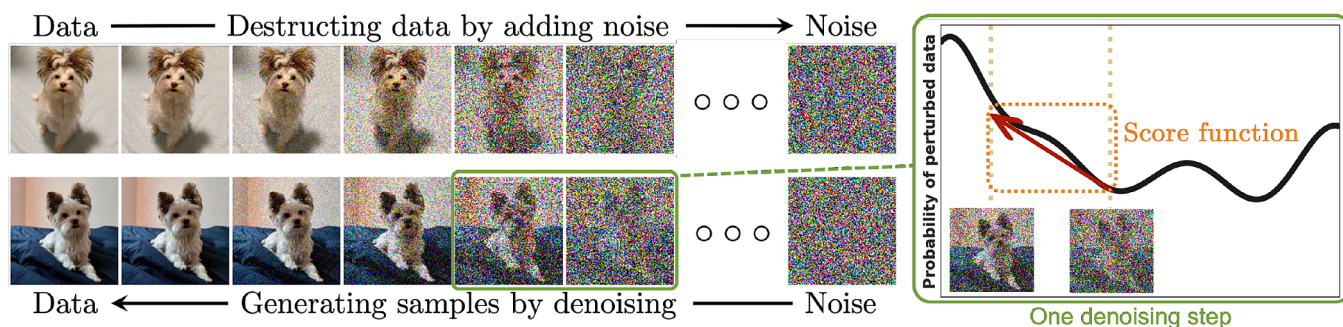 Data
Destructing data by adding noise
Noise
Data
Generating samples by denoising
Noise
Probability of perturbed data
Score function
One denoising step